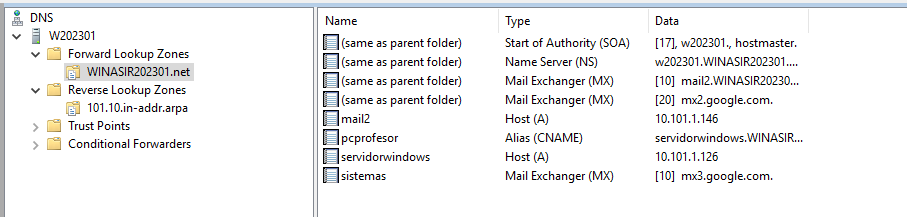 DNS
W202301
Forward Lookup Zones
WINASIR202301.net
Reverse Lookup Zones
101.10.in-addr.arpa
Trust Points
Conditional Forwarders
Name Type Data
(same as parent folder) Start of Authority (SOA) [17], w202301., hostmaster.
(same as parent folder) Name Server (NS) w202301.WINASIR202301....
(same as parent folder) Mail Exchanger (MX) [10] mail2.WINASIR20230...
(same as parent folder) Mail Exchanger (MX) [20] mx2.google.com.
mail2 Host (A) 10.101.1.146
pcprofesor Alias (CNAME) servidorwindows.WINASIR...
servidorwindows Host (A) 10.101.1.126
sistemas Mail Exchanger (MX) [10] mx3.google.com.